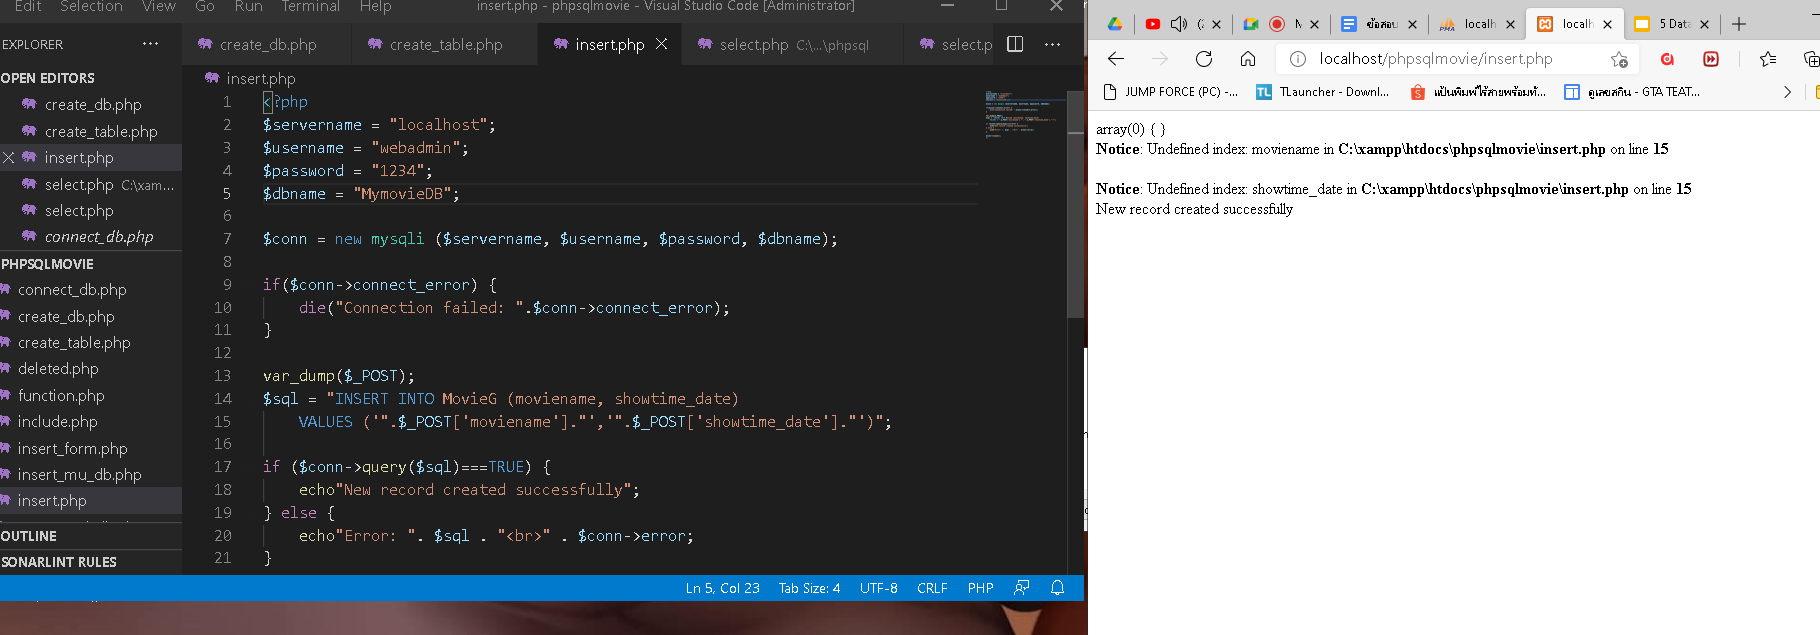 Edit Selection View Go Run Terminal Help insert.php - phpsqlmovie - Visual Studio Code [Administrator]
EXPLORER
create_db.php create_table.php insert.php select.php C:\...\phpsql select.p
insert.php
OPEN EDITORS
create_db.php
create_table.php
insert.php
select.php C:\xam...
select.php
connect_db.php
PHPSQLMOVIE
connect_db.php
create_db.php
create_table.php
deleted.php
function.php
include.php
insert_form.php
insert_mu_db.php
insert.php
OUTLINE
SONARLINT RULES
1 <?php
2 $servername = "localhost";
3 $username = "webadmin";
4 $password = "1234";
5 $dbname = "MymovieDB";
6
7 $conn = new mysqli ($servername, $username, $password, $dbname);
8
9 if($conn->connect_error) {
10 die("Connection failed: ".$conn->connect_error);
11 }
12
13 var_dump($_POST);
14 $sql = "INSERT INTO MovieG (moviename, showtime_date)
15 VALUES ('".$_POST['moviename']."','".$_POST['showtime_date']."')";
16
17 if ($conn->query($sql)===TRUE) {
18 echo"New record created successfully";
19 } else {
20 echo"Error: ". $sql . "<br>" . $conn->error;
21 }
Ln 5, Col 23 Tab Size: 4 UTF-8 CRLF PHP
ข้อสอบ localh localh 5 Data
localhost/phpsqlmovie/insert.php
JUMP FORCE (PC) -... TL TLauncher - Downl... แป้นพิมพ์ไร้สายพร้อมทั... ดูเลขสกิน - GTA TEAT...
array(0) { }
Notice: Undefined index: moviename in C:\xampp\htdocs\phpsqlmovie\insert.php on line 15
Notice: Undefined index: showtime_date in C:\xampp\htdocs\phpsqlmovie\insert.php on line 15
New record created successfully